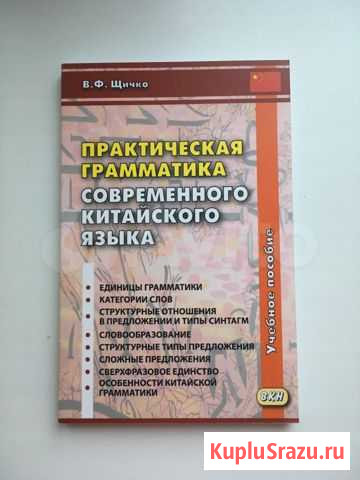 В.Ф. Щичко
ПРАКТИЧЕСКАЯ
ГРАММАТИКА
СОВРЕМЕННОГО
КИТАЙСКОГО
ЯЗЫКА
ЕДИНИЦЫ ГРАММАТИКИ
КАТЕГОРИИ СЛОВ
СТРУКТУРНЫЕ ОТНОШЕНИЯ
В ПРЕДЛОЖЕНИИ И ТИПЫ СИНТАГМ
СЛОВООБРАЗОВАНИЕ
СТРУКТУРНЫЕ ТИПЫ ПРЕДЛОЖЕНИЯ
СЛОЖНЫЕ ПРЕДЛОЖЕНИЯ
СВЕРХФРАЗОВОЕ ЕДИНСТВО
ОСОБЕННОСТИ КИТАЙСКОЙ
ГРАММАТИКИ
Учебное пособие
ВКН
KupluSrazu.ru